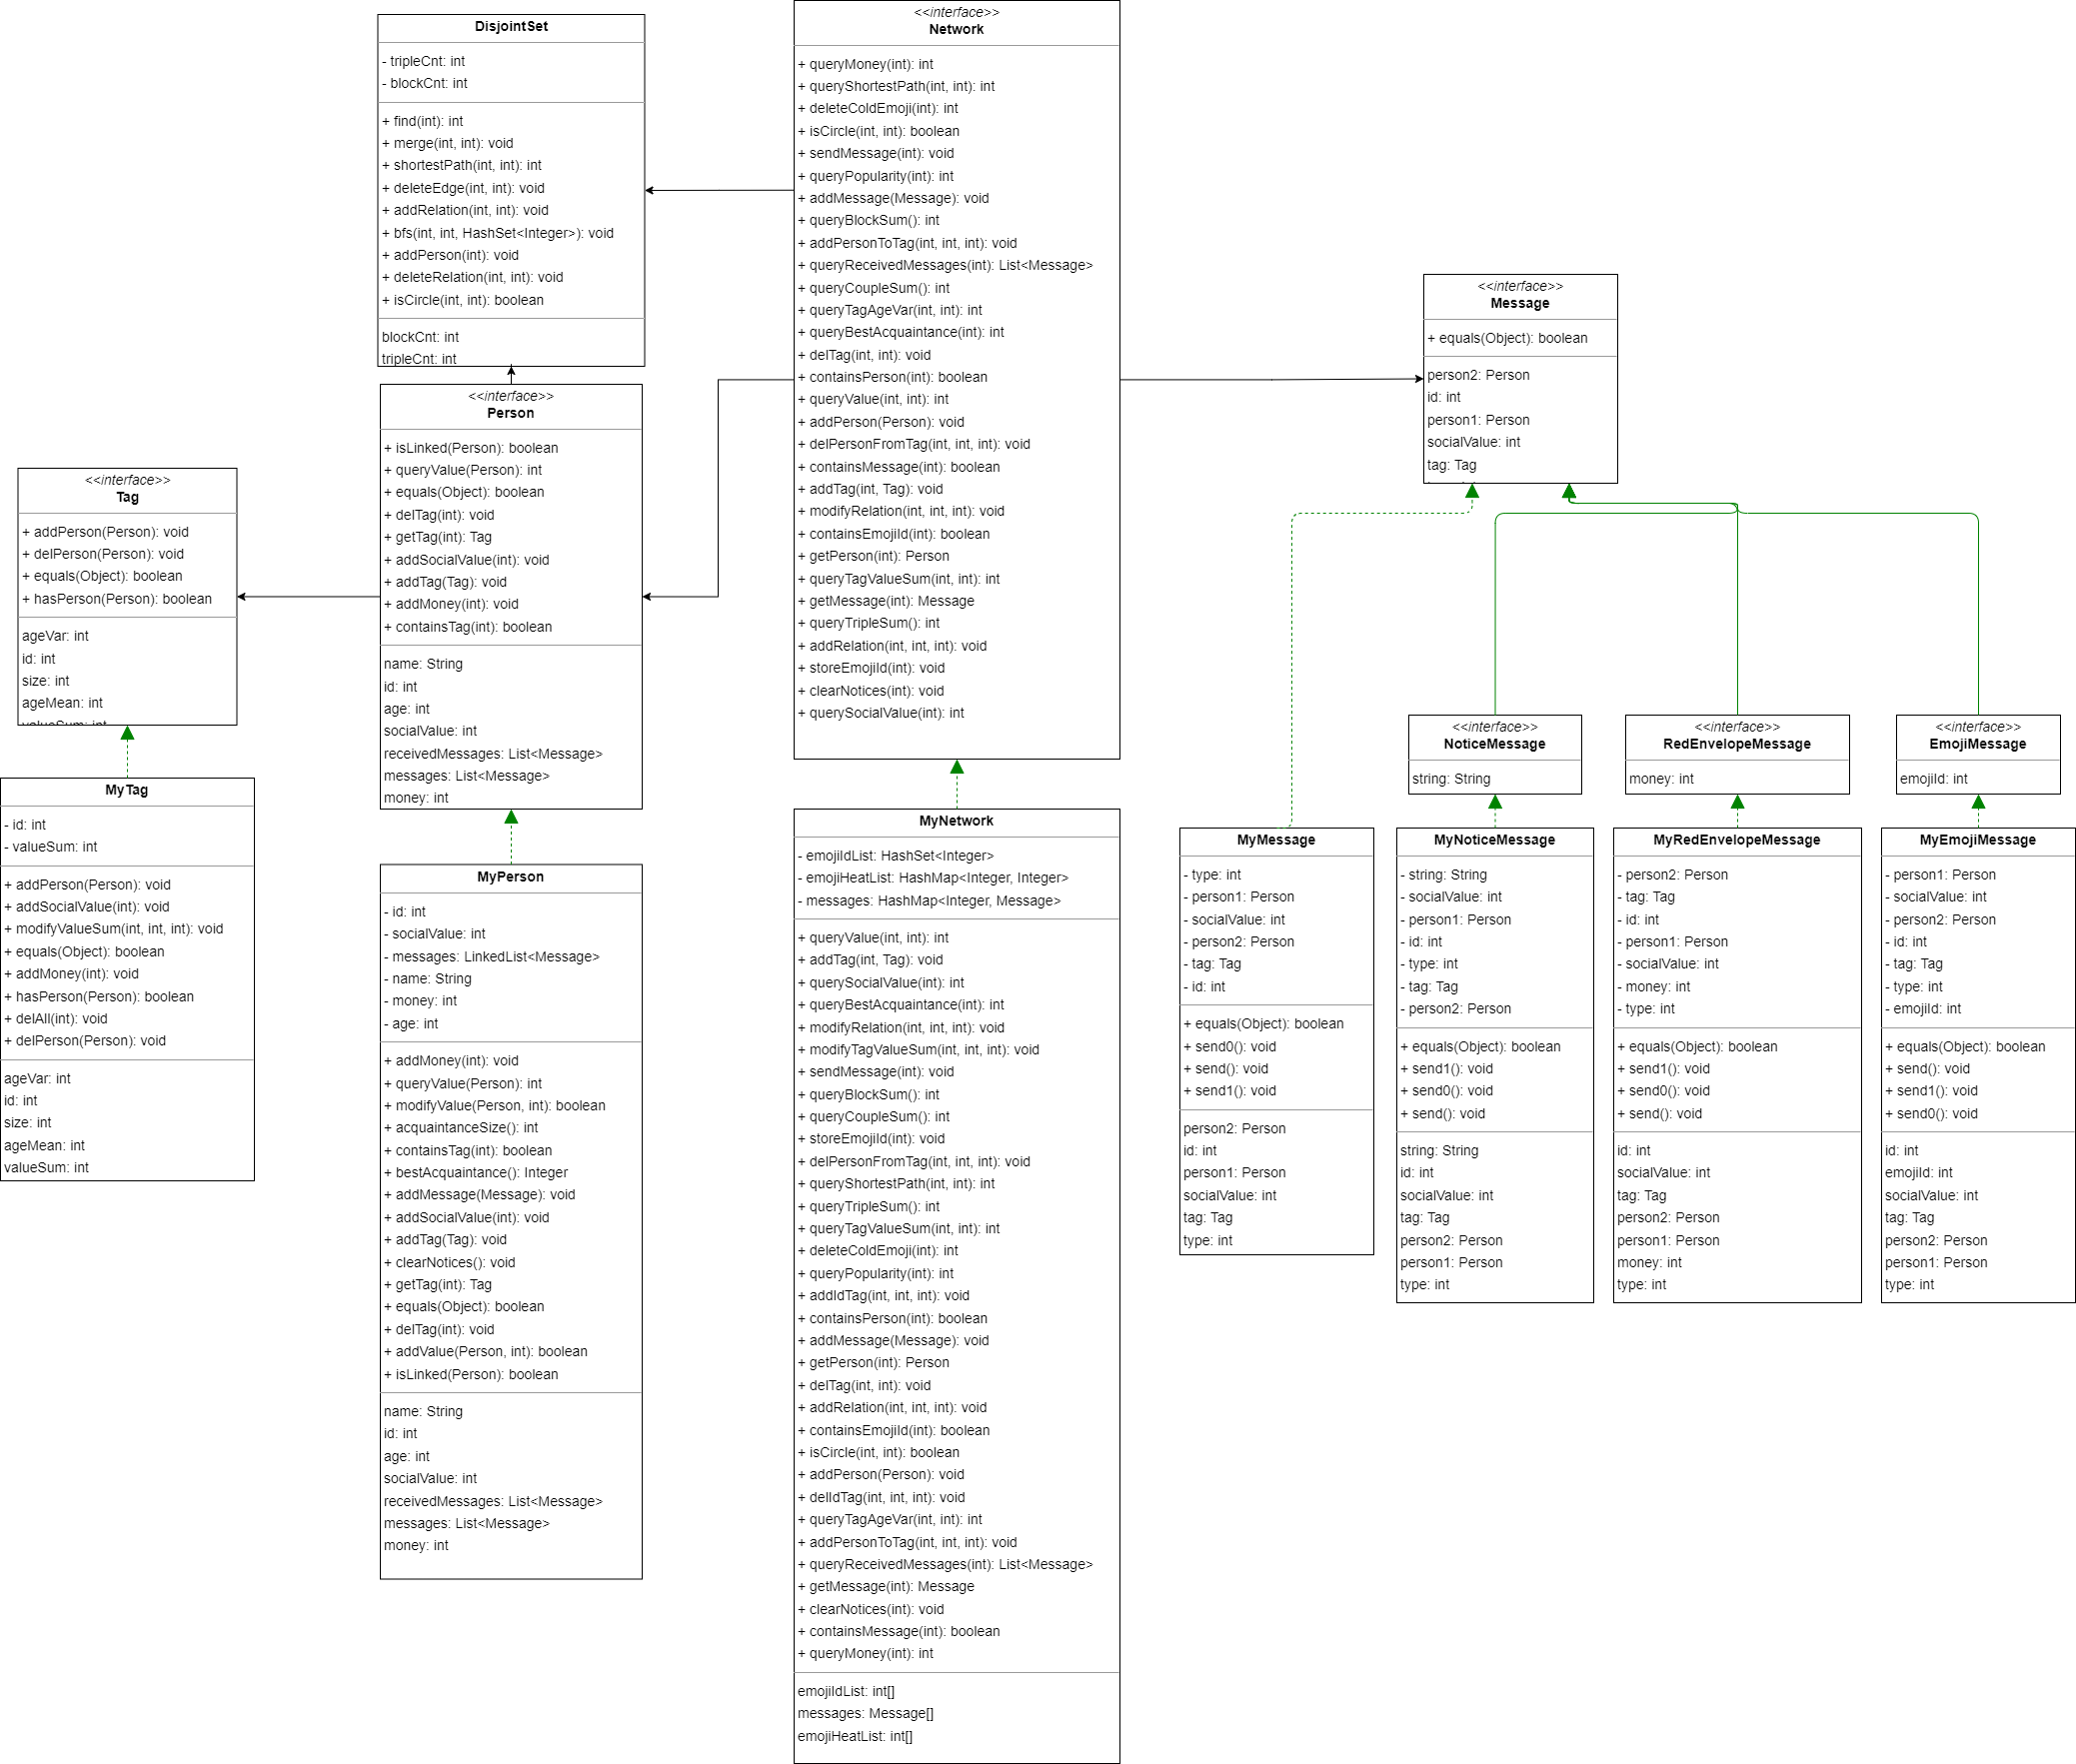 DisjointSet
- tripleCnt: int
- blockCnt: int
+ find(int): int
+ merge(int, int): void
+ shortestPath(int, int): int
+ deleteEdge(int, int): void
+ addRelation(int, int): void
+ bfs(int, int, HashSet<Integer>): void
+ addPerson(int): void
+ deleteRelation(int, int): void
+ isCircle(int, int): boolean
blockCnt: int
tripleCnt: int
<<interface>>
Network
+ queryMoney(int): int
+ queryShortestPath(int, int): int
+ deleteColdEmoji(int): int
+ isCircle(int, int): boolean
+ sendMessage(int): void
+ queryPopularity(int): int
+ addMessage(Message): void
+ queryBlockSum(): int
+ addPersonToTag(int, int, int): void
+ queryReceivedMessages(int): List<Message>
+ queryCoupleSum(): int
+ queryTagAgeVar(int, int): int
+ queryBestAcquaintance(int): int
+ delTag(int, int): void
+ containsPerson(int): boolean
+ queryValue(int, int): int
+ addPerson(Person): void
+ delPersonFromTag(int, int, int): void
+ containsMessage(int): boolean
+ addTag(int, Tag): void
+ modifyRelation(int, int, int): void
+ containsEmojiId(int): boolean
+ getPerson(int): Person
+ queryTagValueSum(int, int): int
+ getMessage(int): Message
+ queryTripleSum(): int
+ addRelation(int, int, int): void
+ storeEmojiId(int): void
+ clearNotices(int): void
+ querySocialValue(int): int
<<interface>>
Message
+ equals(Object): boolean
person2: Person
id: int
person1: Person
socialValue: int
tag: Tag
<<interface>>
Person
+ isLinked(Person): boolean
+ queryValue(Person): int
+ equals(Object): boolean
+ delTag(int): void
+ getTag(int): Tag
+ addSocialValue(int): void
+ addTag(Tag): void
+ addMoney(int): void
+ containsTag(int): boolean
name: String
id: int
age: int
socialValue: int
receivedMessages: List<Message>
messages: List<Message>
money: int
<<interface>>
Tag
+ addPerson(Person): void
+ delPerson(Person): void
+ equals(Object): boolean
+ hasPerson(Person): boolean
ageVar: int
id: int
size: int
ageMean: int
valueSum: int
MyTag
- id: int
- valueSum: int
+ addPerson(Person): void
+ addSocialValue(int): void
+ modifyValueSum(int, int, int): void
+ equals(Object): boolean
+ addMoney(int): void
+ hasPerson(Person): boolean
+ delAll(int): void
+ delPerson(Person): void
ageVar: int
id: int
size: int
ageMean: int
valueSum: int
MyPerson
- id: int
- socialValue: int
- messages: LinkedList<Message>
- name: String
- money: int
- age: int
+ addMoney(int): void
+ queryValue(Person): int
+ modifyValue(Person, int): boolean
+ acquaintanceSize(): int
+ containsTag(int): boolean
+ bestAcquaintance(): Integer
+ addMessage(Message): void
+ addSocialValue(int): void
+ addTag(Tag): void
+ clearNotices(): void
+ getTag(int): Tag
+ equals(Object): boolean
+ delTag(int): void
+ addValue(Person, int): boolean
+ isLinked(Person): boolean
name: String
id: int
age: int
socialValue: int
receivedMessages: List<Message>
messages: List<Message>
money: int
MyNetwork
- emojiIdList: HashSet<Integer>
- emojiHeatList: HashMap<Integer, Integer>
- messages: HashMap<Integer, Message>
+ queryValue(int, int): int
+ addTag(int, Tag): void
+ querySocialValue(int): int
+ queryBestAcquaintance(int): int
+ modifyRelation(int, int, int): void
+ modifyTagValueSum(int, int, int): void
+ sendMessage(int): void
+ queryBlockSum(): int
+ queryCoupleSum(): int
+ storeEmojiId(int): void
+ delPersonFromTag(int, int, int): void
+ queryShortestPath(int, int): int
+ queryTripleSum(): int
+ queryTagValueSum(int, int): int
+ deleteColdEmoji(int): int
+ queryPopularity(int): int
+ addIdTag(int, int, int): void
+ containsPerson(int): boolean
+ addMessage(Message): void
+ getPerson(int): Person
+ delTag(int, int): void
+ addRelation(int, int, int): void
+ containsEmojiId(int): boolean
+ isCircle(int, int): boolean
+ addPerson(Person): void
+ delIdTag(int, int, int): void
+ queryTagAgeVar(int, int): int
+ addPersonToTag(int, int, int): void
+ queryReceivedMessages(int): List<Message>
+ getMessage(int): Message
+ clearNotices(int): void
+ containsMessage(int): boolean
+ queryMoney(int): int
emojiIdList: int[]
messages: Message[]
emojiHeatList: int[]
<<interface>>
NoticeMessage
string: String
<<interface>>
RedEnvelopeMessage
money: int
<<interface>>
EmojiMessage
emojiId: int
MyMessage
- type: int
- person1: Person
- socialValue: int
- person2: Person
- tag: Tag
- id: int
+ equals(Object): boolean
+ send0(): void
+ send(): void
+ send1(): void
person2: Person
id: int
person1: Person
socialValue: int
tag: Tag
type: int
MyNoticeMessage
- string: String
- socialValue: int
- person1: Person
- id: int
- type: int
- tag: Tag
- person2: Person
+ equals(Object): boolean
+ send1(): void
+ send0(): void
+ send(): void
string: String
id: int
socialValue: int
tag: Tag
person2: Person
person1: Person
type: int
MyRedEnvelopeMessage
- person2: Person
- tag: Tag
- id: int
- person1: Person
- socialValue: int
- money: int
- type: int
+ equals(Object): boolean
+ send1(): void
+ send0(): void
+ send(): void
id: int
socialValue: int
tag: Tag
person2: Person
person1: Person
money: int
type: int
MyEmojiMessage
- person1: Person
- socialValue: int
- person2: Person
- id: int
- tag: Tag
- type: int
- emojiId: int
+ equals(Object): boolean
+ send(): void
+ send1(): void
+ send0(): void
id: int
emojiId: int
socialValue: int
tag: Tag
person2: Person
person1: Person
type: int